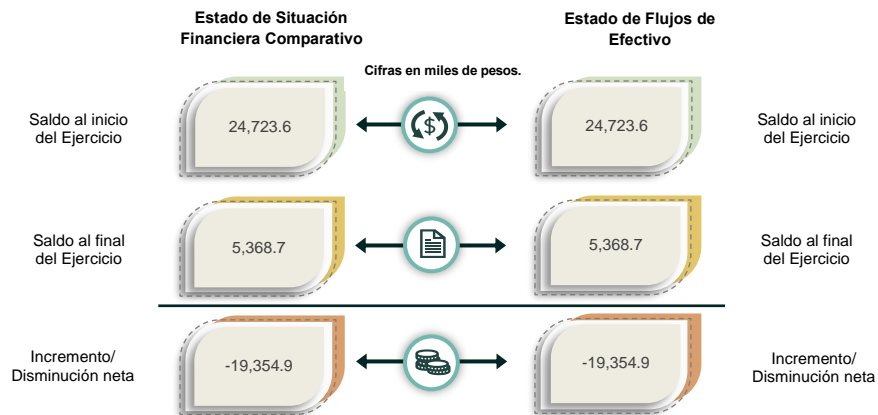 Estado de Situación
Financiera Comparativo
Estado de Flujos de
Efectivo
Cifras en miles de pesos.
Saldo al inicio
del Ejercicio
24,723.6
$
24,723.6
Saldo al inicio
del Ejercicio
Saldo al final
del Ejercicio
5,368.7
5,368.7
Saldo al final
del Ejercicio
Incremento/
Disminución neta
-19,354.9
-19,354.9
Incremento/
Disminución neta